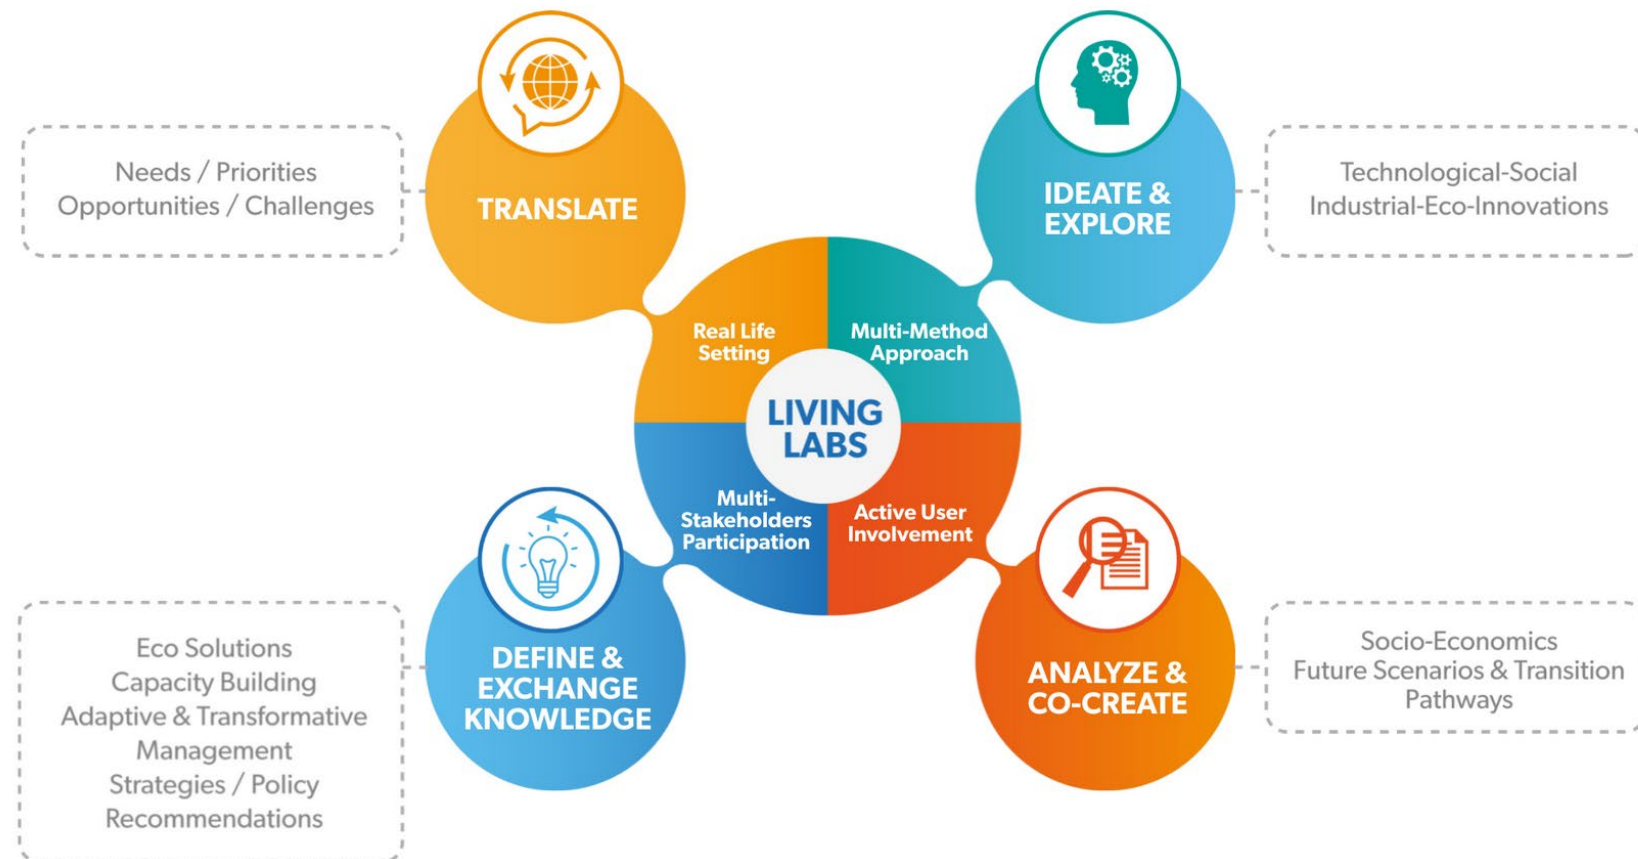 TRANSLATE
Needs / Priorities
Opportunities / Challenges
IDEATE &
EXPLORE
Technological-Social
Industrial-Eco-Innovations
Real Life
Setting
Multi-Method
Approach
LIVING
LABS
Multi-
Stakeholders
Participation
Active User
Involvement
DEFINE &
EXCHANGE
KNOWLEDGE
Eco Solutions
Capacity Building
Adaptive & Transformative
Management
Strategies / Policy
Recommendations
ANALYZE &
CO-CREATE
Socio-Economics
Future Scenarios & Transition
Pathways